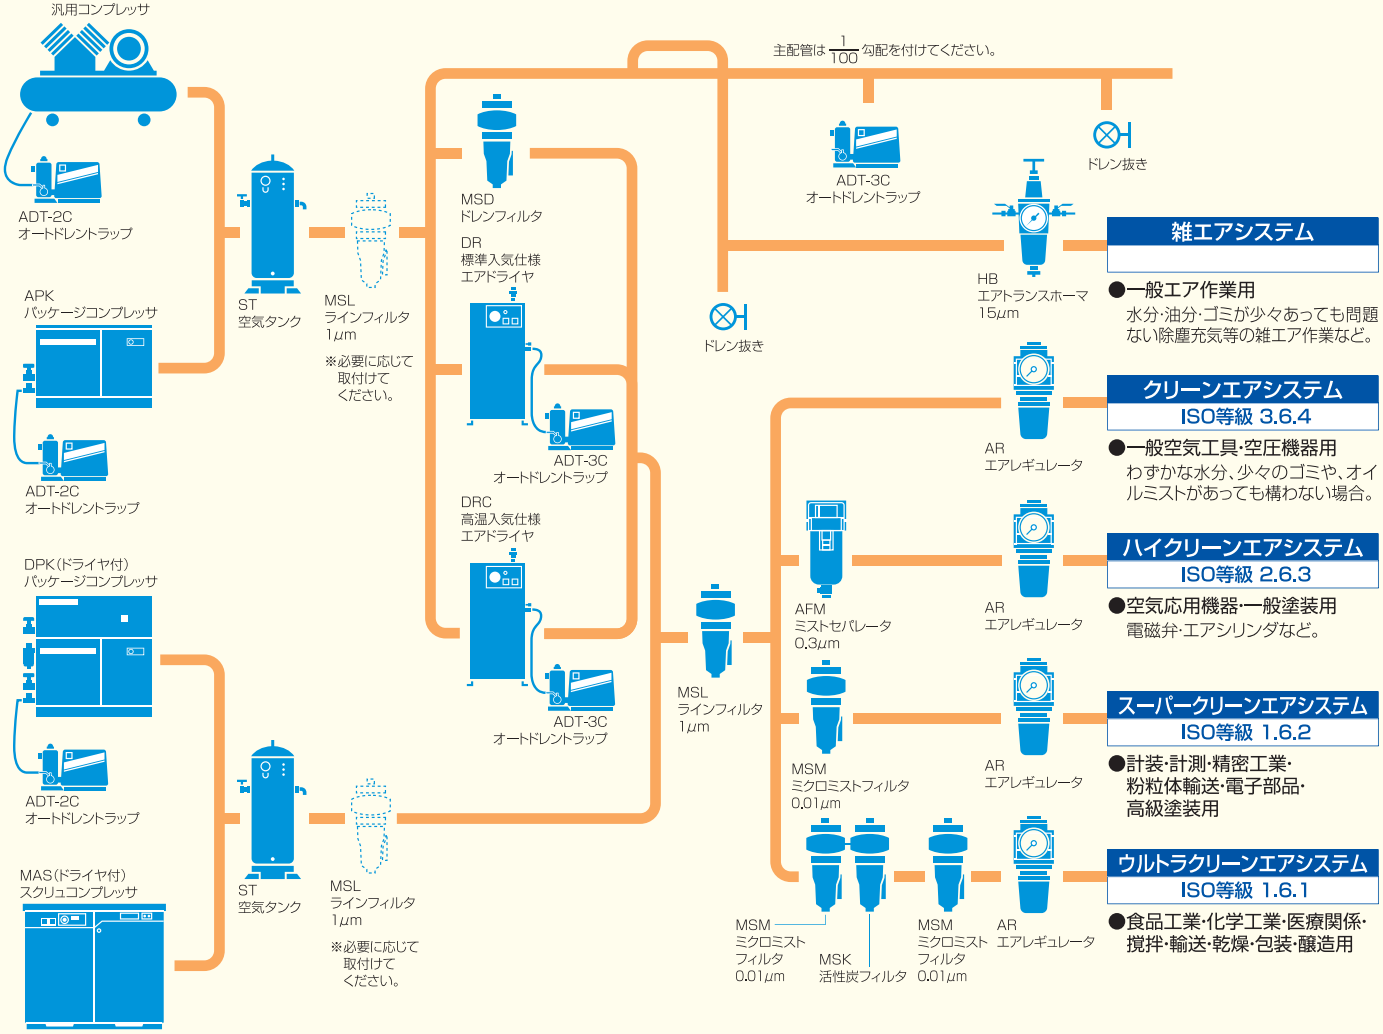 汎用コンプレッサ
ADT-2C
オートドレントラップ
APK
パッケージコンプレッサ
ADT-2C
オートドレントラップ
DPK(ドライヤ付)
パッケージコンプレッサ
ADT-2C
オートドレントラップ
MAS(ドライヤ付)
スクリュコンプレッサ
ST
空気タンク
MSL
ラインフィルタ
1μm
※必要に応じて
取付けて
ください。
ST
空気タンク
MSL
ラインフィルタ
1μm
※必要に応じて
取付けて
ください。
MSD
ドレンフィルタ
DR
標準入気仕様
エアドライヤ
ADT-3C
オートドレントラップ
DRC
高温入気仕様
エアドライヤ
ADT-3C
オートドレントラップ
主配管は 1/100 勾配を付けてください。
ADT-3C
オートドレントラップ
ドレン抜き
ドレン抜き
HB
エアトランスホーマ
15μm
雑エアシステム
●一般エア作業用
水分・油分・ゴミが少々あっても問題
ない除塵充気等の雑エア作業など。
AR
エアレギュレータ
クリーンエアシステム
ISO等級 3.6.4
●一般空気工具・空圧機器用
わずかな水分、少々のゴミや、オイ
ルミストがあっても構わない場合。
MSL
ラインフィルタ
1μm
AFM
ミストセパレータ
0.3μm
AR
エアレギュレータ
ハイクリーンエアシステム
ISO等級 2.6.3
●空気応用機器・一般塗装用
電磁弁・エアシリンダなど。
MSM
ミクロミストフィルタ
0.01μm
AR
エアレギュレータ
スーパークリーンエアシステム
ISO等級 1.6.2
●計装・計測・精密工業・
粉粒体輸送・電子部品・
高級塗装用
MSM
ミクロミスト
フィルタ
0.01μm
MSK
活性炭フィルタ
MSM
ミクロミスト
フィルタ
0.01μm
AR
エアレギュレータ
ウルトラクリーンエアシステム
ISO等級 1.6.1
●食品工業・化学工業・医療関係・
撹拌・輸送・乾燥・包装・醸造用